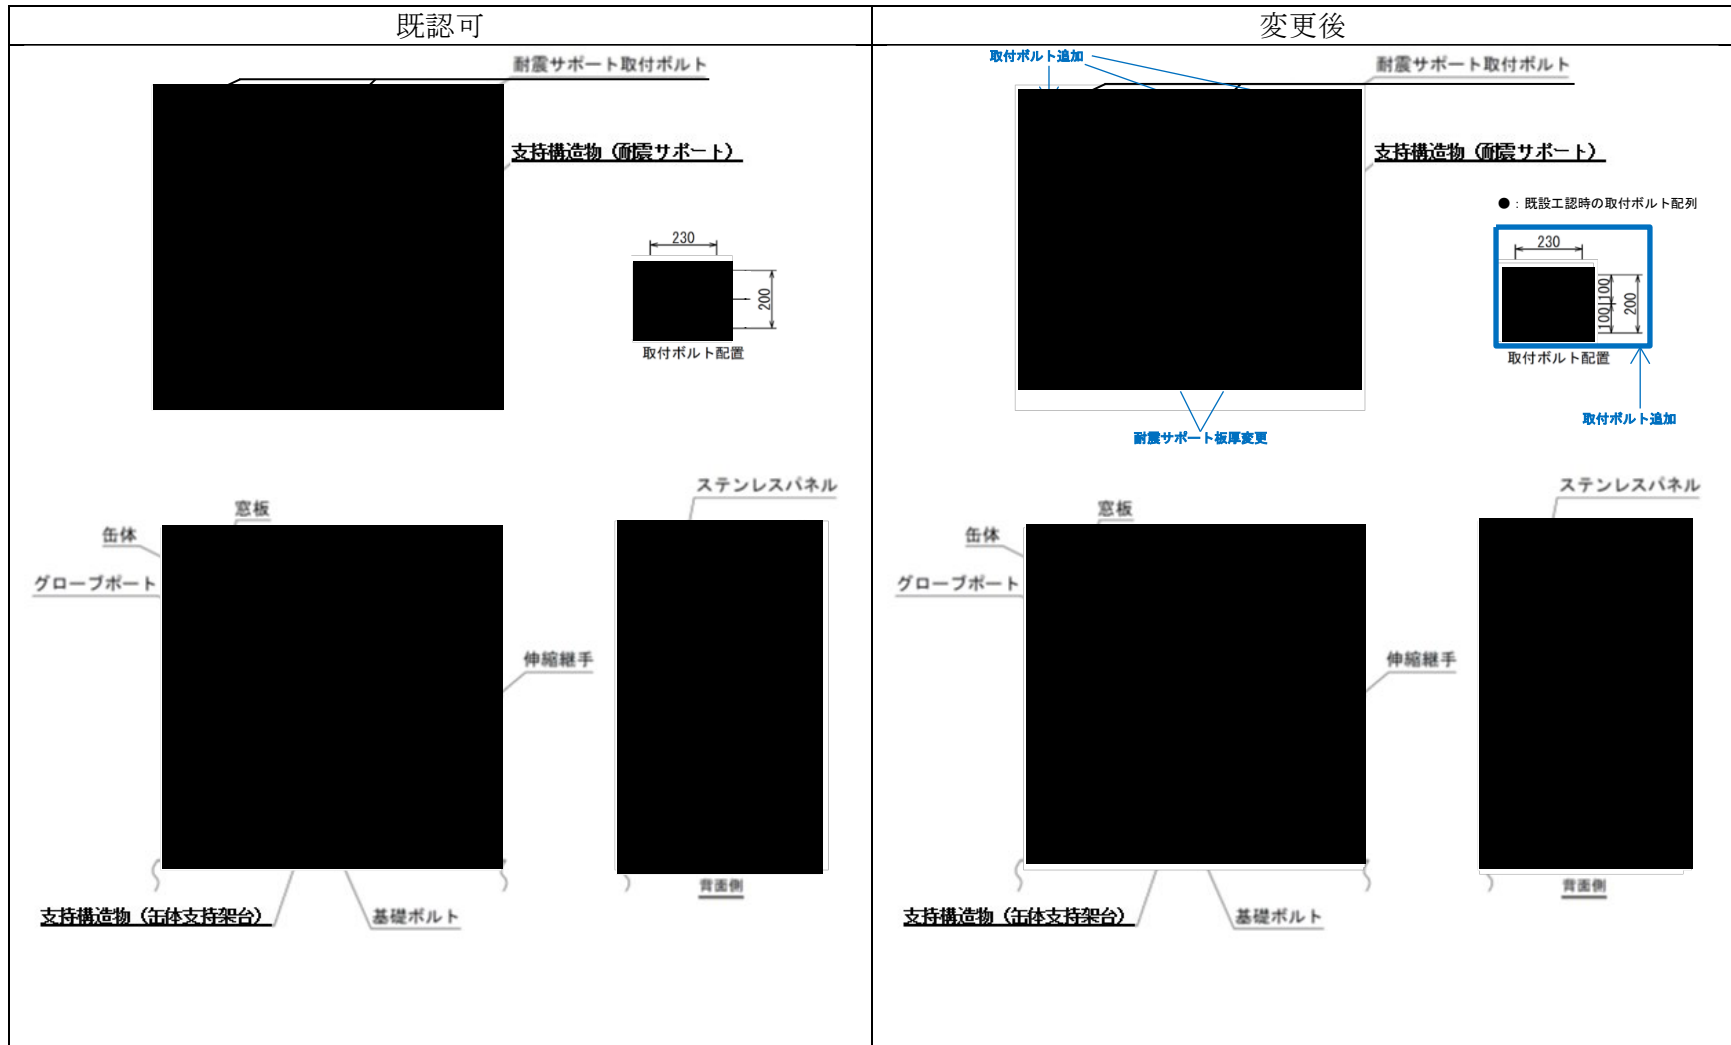 既認可
耐震サポート取付ボルト
支持構造物（耐震サポート）
230
200
取付ボルト配置
ステンレスパネル
窓板
缶体
グローブポート
伸縮継手
背面側
支持構造物（缶体支持架台）
基礎ボルト
変更後
取付ボルト追加
耐震サポート取付ボルト
支持構造物（耐震サポート）
●：既設工認時の取付ボルト配列
230
100
100
200
取付ボルト配置
取付ボルト追加
耐震サポート板厚変更
ステンレスパネル
窓板
缶体
グローブポート
伸縮継手
背面側
支持構造物（缶体支持架台）
基礎ボルト